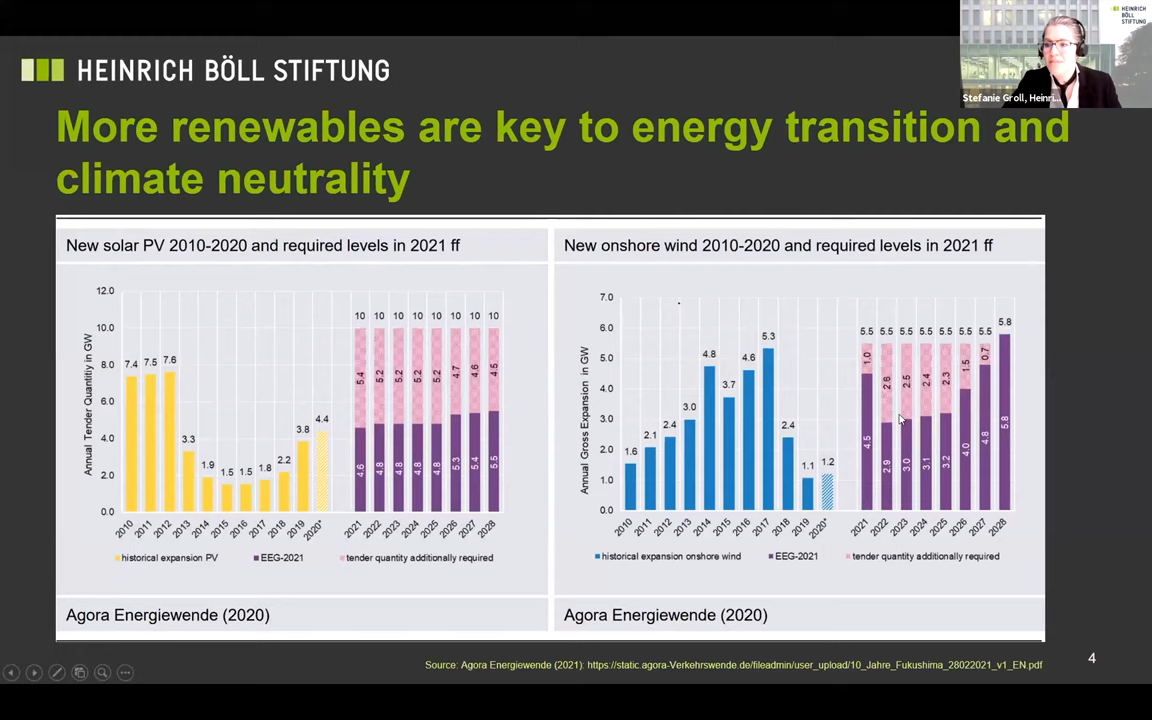 HEINRICH BÖLL STIFTUNG
HEINRICH
BÖLL
STIFTUNG
Stefanie Groll, Heinri...
More renewables are key to energy transition and
climate neutrality
New solar PV 2010-2020 and required levels in 2021 ff
Annual Tender Quantity in GW
12.0
10.0
8.0
6.0
4.0
2.0
0.0
7.4 7.5 7.6 3.3 1.9 1.5 1.5 1.8 2.2 3.8 4.4
10 10 10 10 10 10 10 10
5.4 5.2 5.2 5.2 5.2 4.7 4.6 4.5
4.6 4.8 4.8 4.8 4.8 5.3 5.4 5.5
2010 2011 2012 2013 2014 2015 2016 2017 2018 2019 2020* 2021 2022 2023 2024 2025 2026 2027 2028
historical expansion PV EEG-2021 tender quantity additionally required
Agora Energiewende (2020)
New onshore wind 2010-2020 and required levels in 2021 ff
Annual Gross Expansion in GW
7.0
6.0
5.0
4.0
3.0
2.0
1.0
0.0
1.6 2.1 2.4 3.0 4.8 3.7 4.6 5.3 2.4 1.1 1.2
5.5 5.5 5.5 5.5 5.5 5.5 5.5 5.8
1.0 2.6 2.5 2.4 2.3 1.5 0.7
4.5 2.9 3.0 3.1 3.2 4.0 4.8 5.8
2010 2011 2012 2013 2014 2015 2016 2017 2018 2019 2020* 2021 2022 2023 2024 2025 2026 2027 2028
historical expansion onshore wind EEG-2021 tender quantity additionally required
Agora Energiewende (2020)
Source: Agora Energiewende (2021): https://static.agora-Verkehrswende.de/fileadmin/user_upload/10_Jahre_Fukushima_28022021_v1_EN.pdf
4